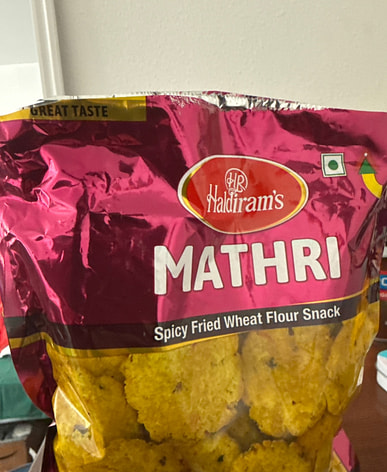 GREAT TASTE
HR
Haldiram's
MATHRI
Spicy Fried Wheat Flour Snack